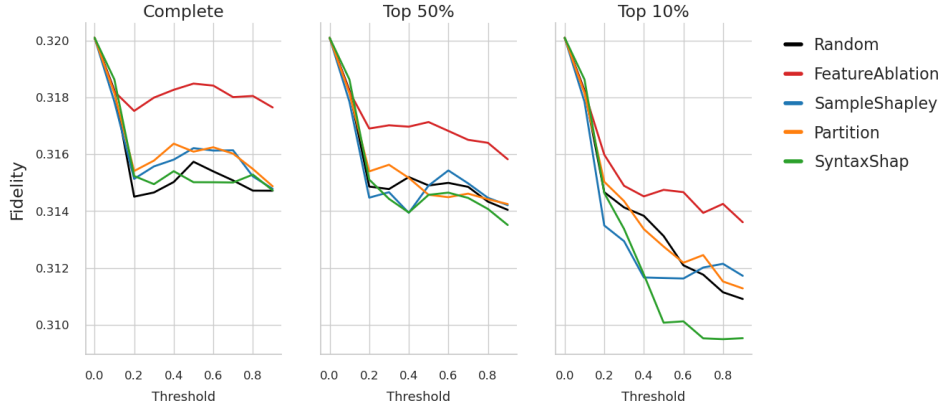 Complete
Top 50%
Top 10%
Fidelity
0.320
0.318
0.316
0.314
0.312
0.310
0.0 0.2 0.4 0.6 0.8
Threshold
0.0 0.2 0.4 0.6 0.8
Threshold
0.0 0.2 0.4 0.6 0.8
Threshold
Random
FeatureAblation
SampleShapley
Partition
SyntaxShap